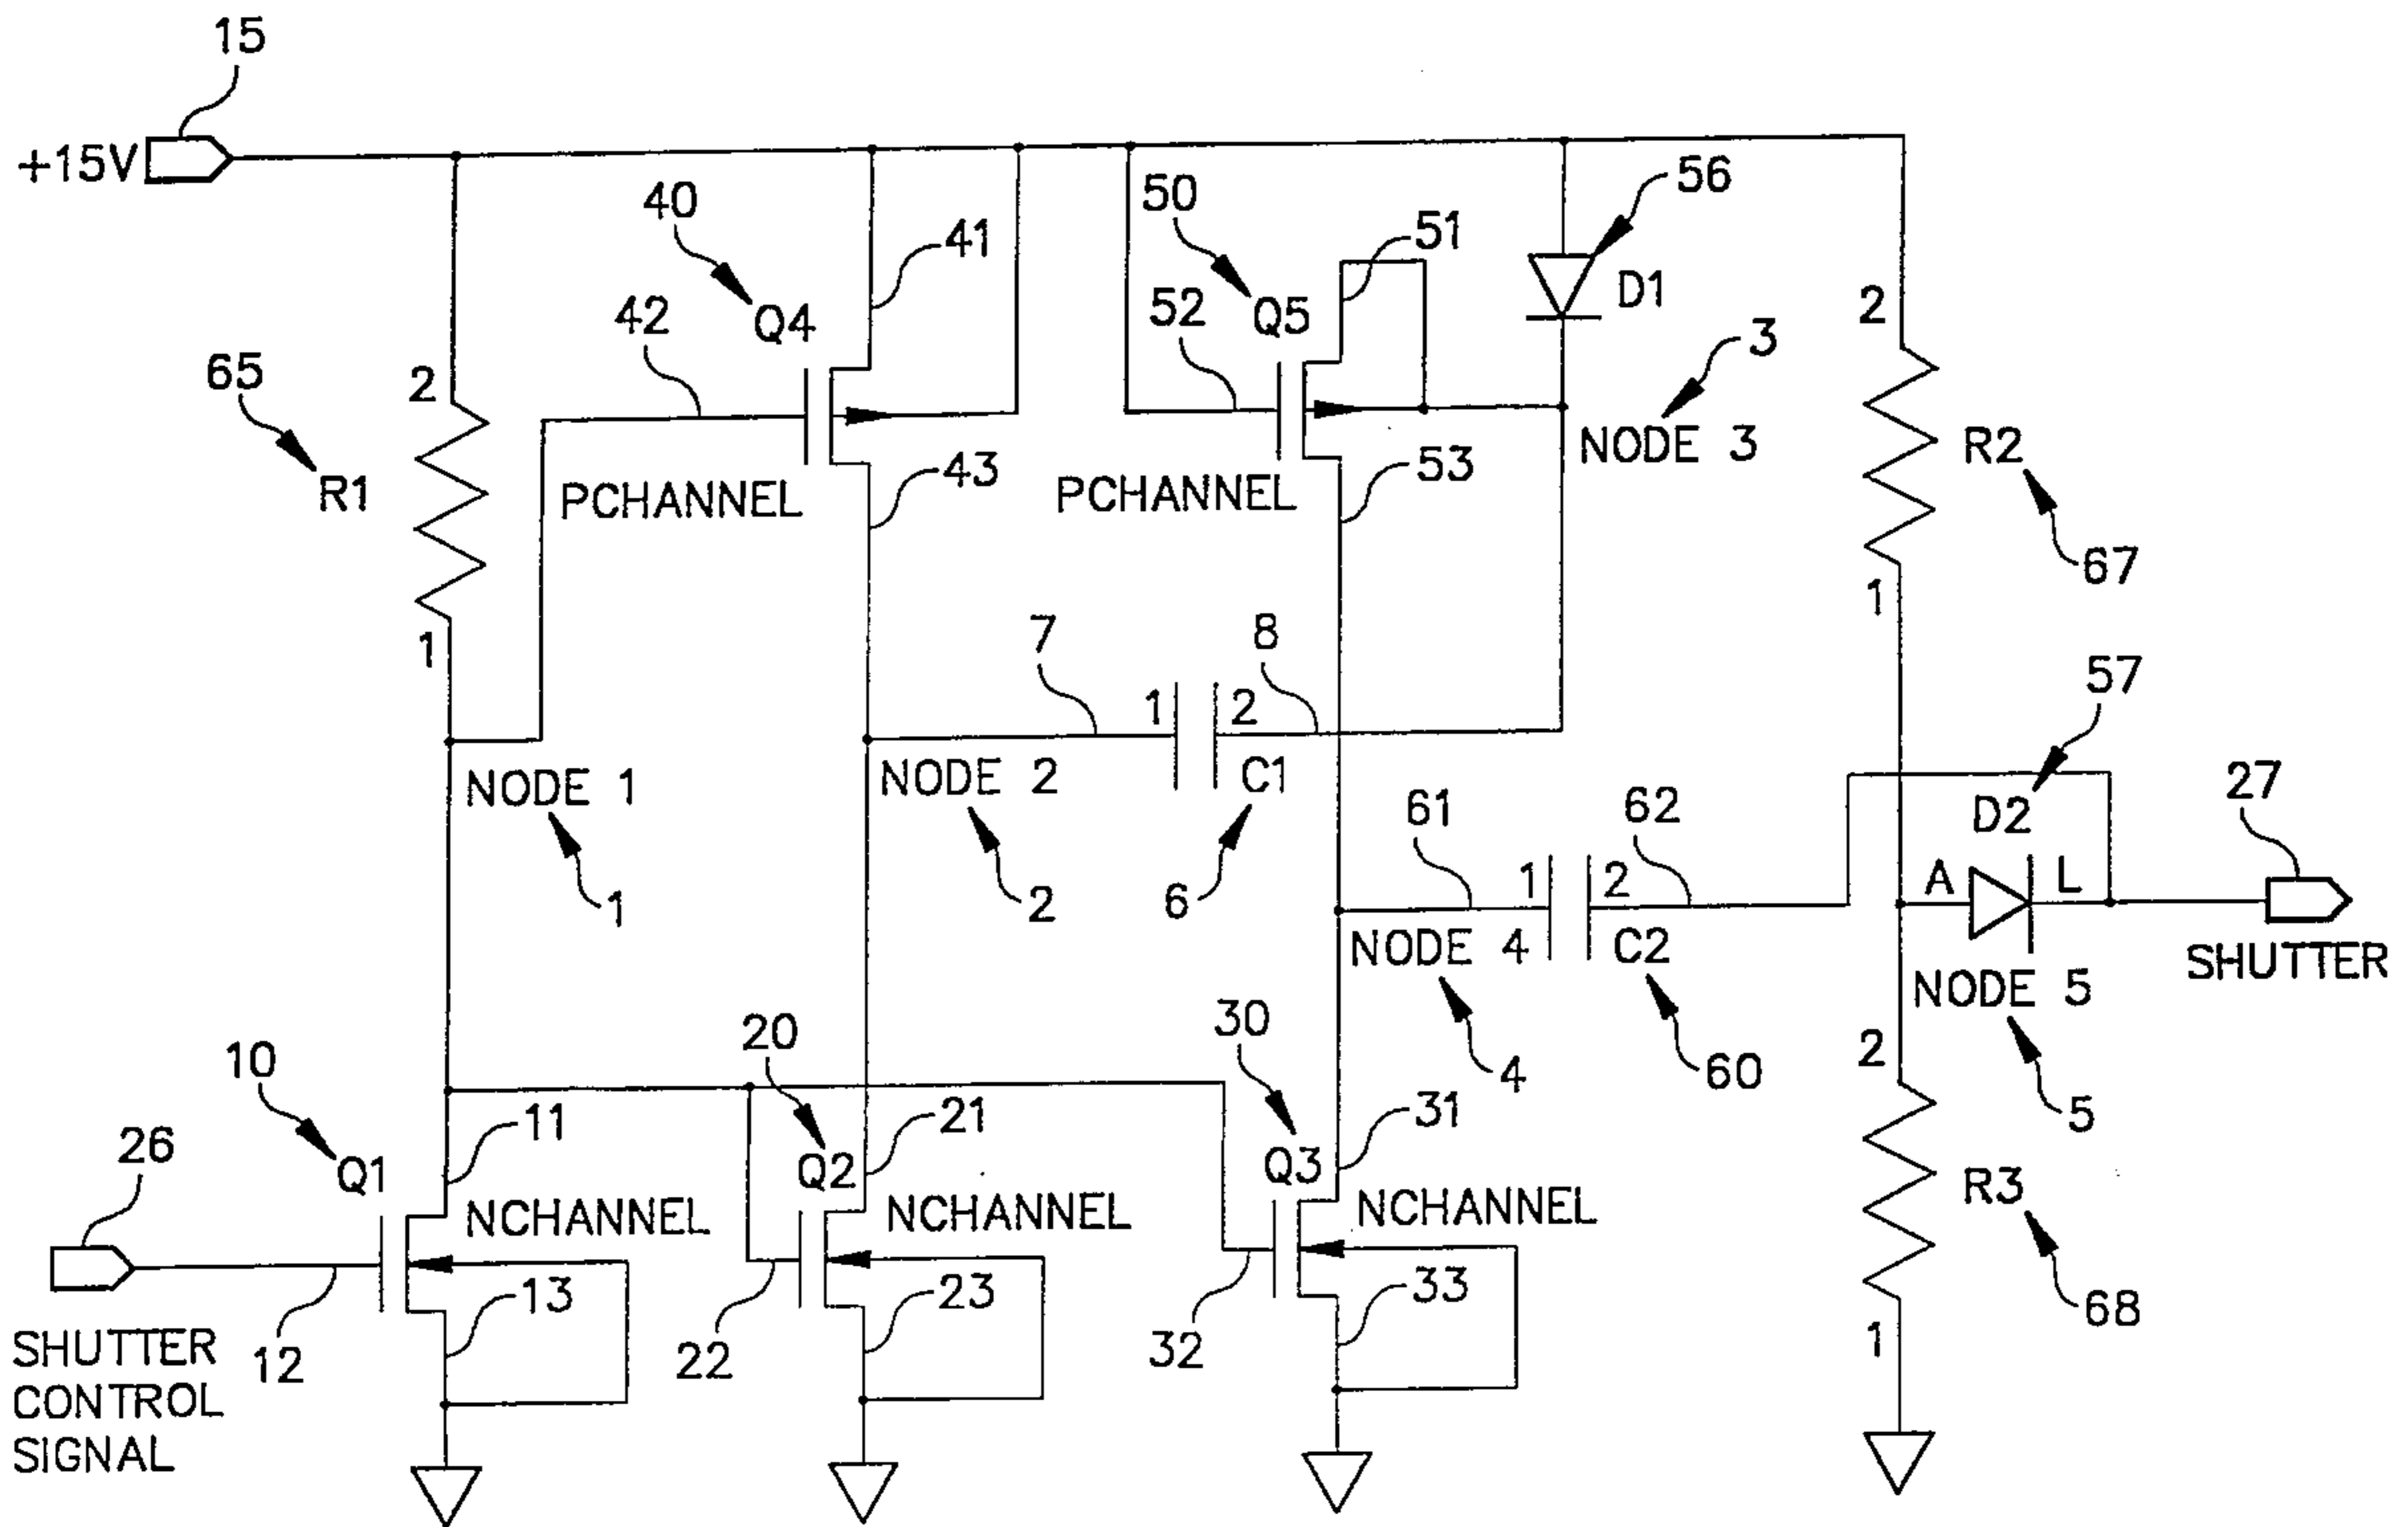 15
+15V
56
40
50
41
51
D1
42
Q4
52
Q5
2
3
65
2
43
53
NODE 3
R2
R1
PCHANNEL
PCHANNEL
67
1
1
7
8
57
1
2
NODE 1
NODE 2
C1
D2
27
61
62
1
2
6
1
2
A
L
NODE 4
C2
SHUTTER
NODE 5
20
30
2
10
4
60
26
11
21
31
5
Q1
Q2
Q3
R3
NCHANNEL
NCHANNEL
NCHANNEL
13
23
33
68
SHUTTER
12
22
32
1
CONTROL
SIGNAL